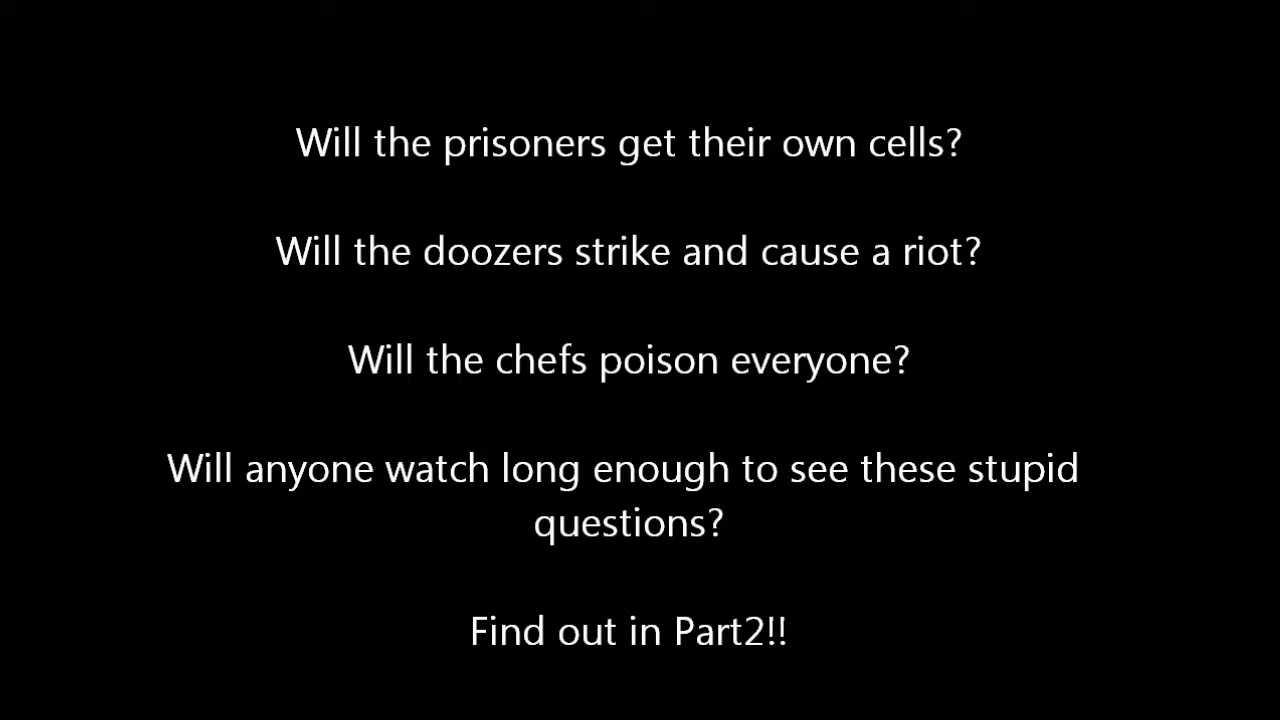 Will the prisoners get their own cells?
Will the doozers strike and cause a riot?
Will the chefs poison everyone?
Will anyone watch long enough to see these stupid
questions?
Find out in Part2!!